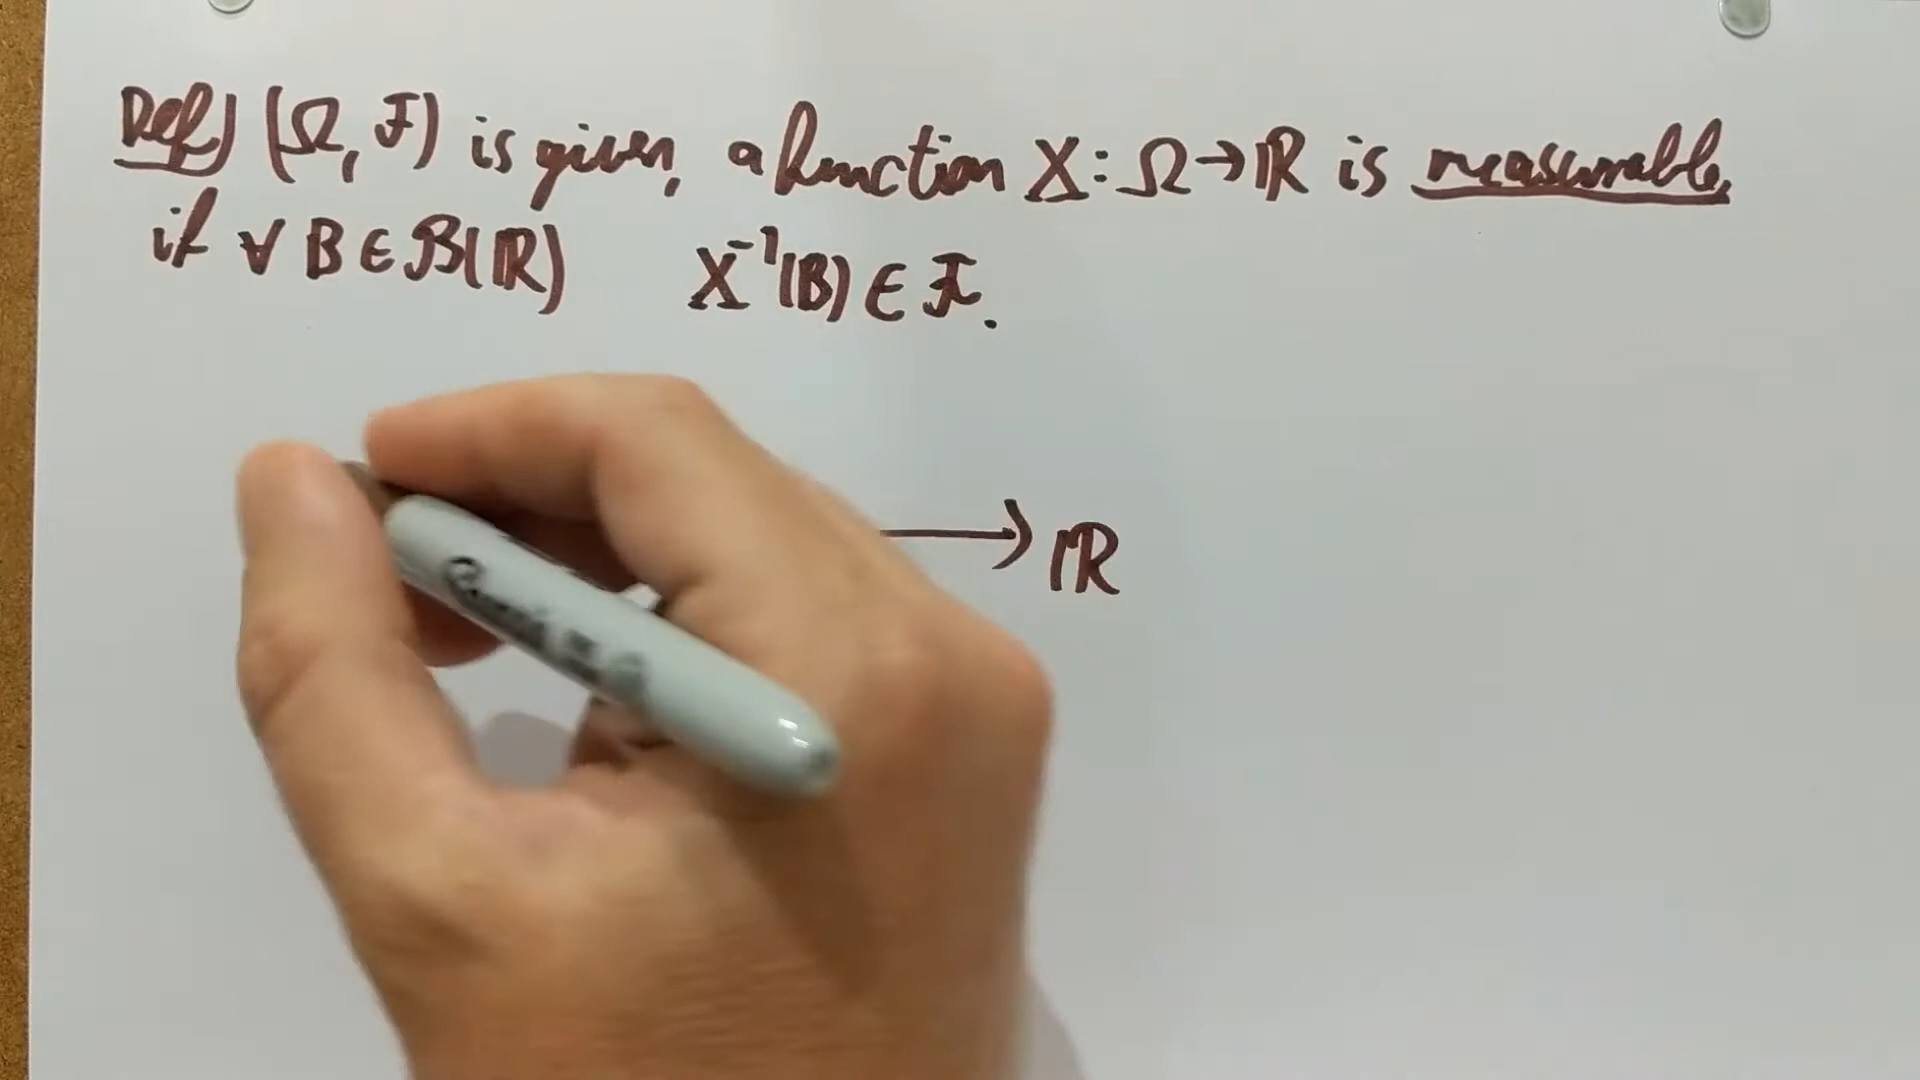 Def) (Ω, ℱ) is given, a function X: Ω → ℝ is measurable,
if ∀ B ∈ ℬ(ℝ) X⁻¹(B) ∈ ℱ.
⟶ ℝ